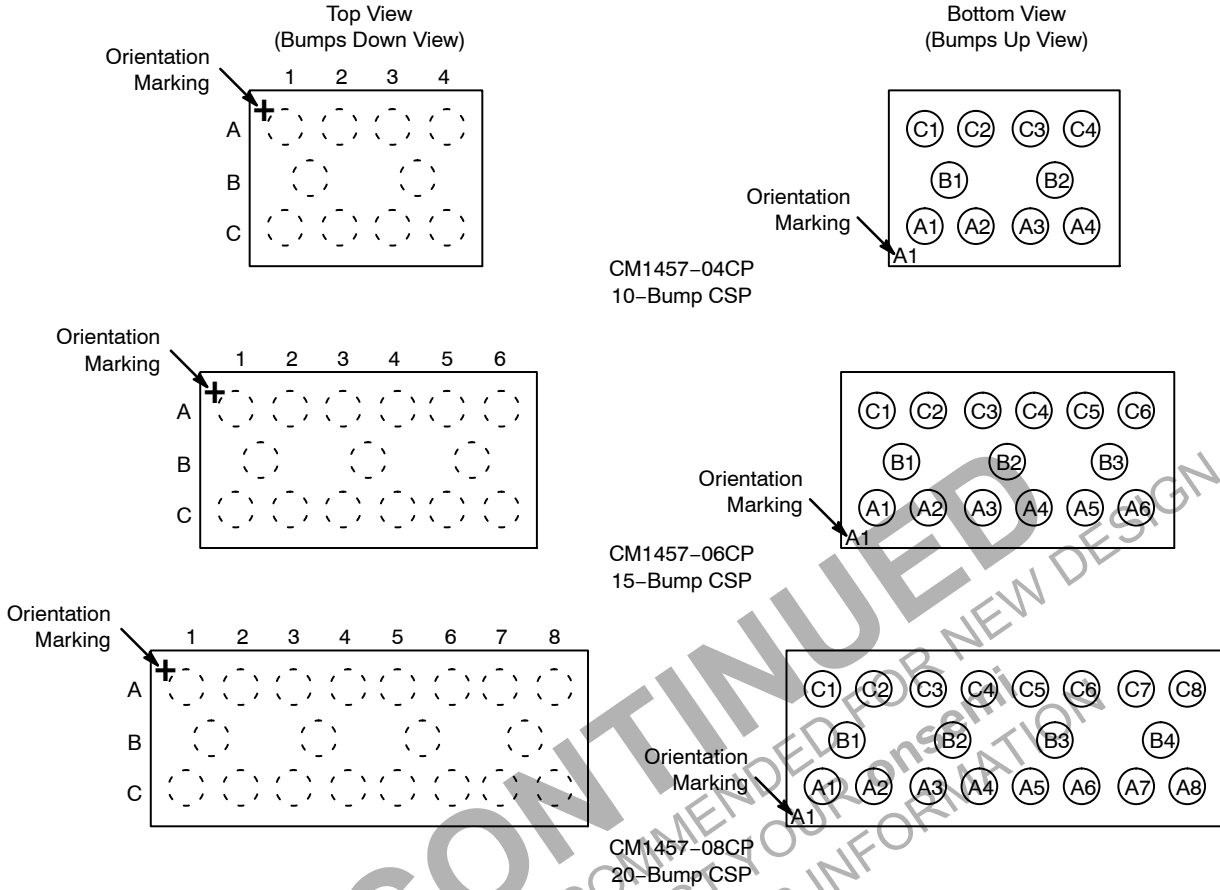 Top View
(Bumps Down View)
Orientation
Marking
1 2 3 4
+
A
B
C
Bottom View
(Bumps Up View)
C1 C2 C3 C4
B1 B2
A1 A2 A3 A4
Orientation
Marking
A1
CM1457−04CP
10−Bump CSP
Orientation
Marking
1 2 3 4 5 6
+
A
B
C
C1 C2 C3 C4 C5 C6
B1 B2 B3
A1 A2 A3 A4 A5 A6
Orientation
Marking
A1
CM1457−06CP
15−Bump CSP
Orientation
Marking
1 2 3 4 5 6 7 8
+
A
B
C
C1 C2 C3 C4 C5 C6 C7 C8
B1 B2 B3 B4
A1 A2 A3 A4 A5 A6 A7 A8
Orientation
Marking
A1
CM1457−08CP
20−Bump CSP
CONTINUED
COMMENDED FOR NEW DESIGN
YOUR onsemi
INFORMATION